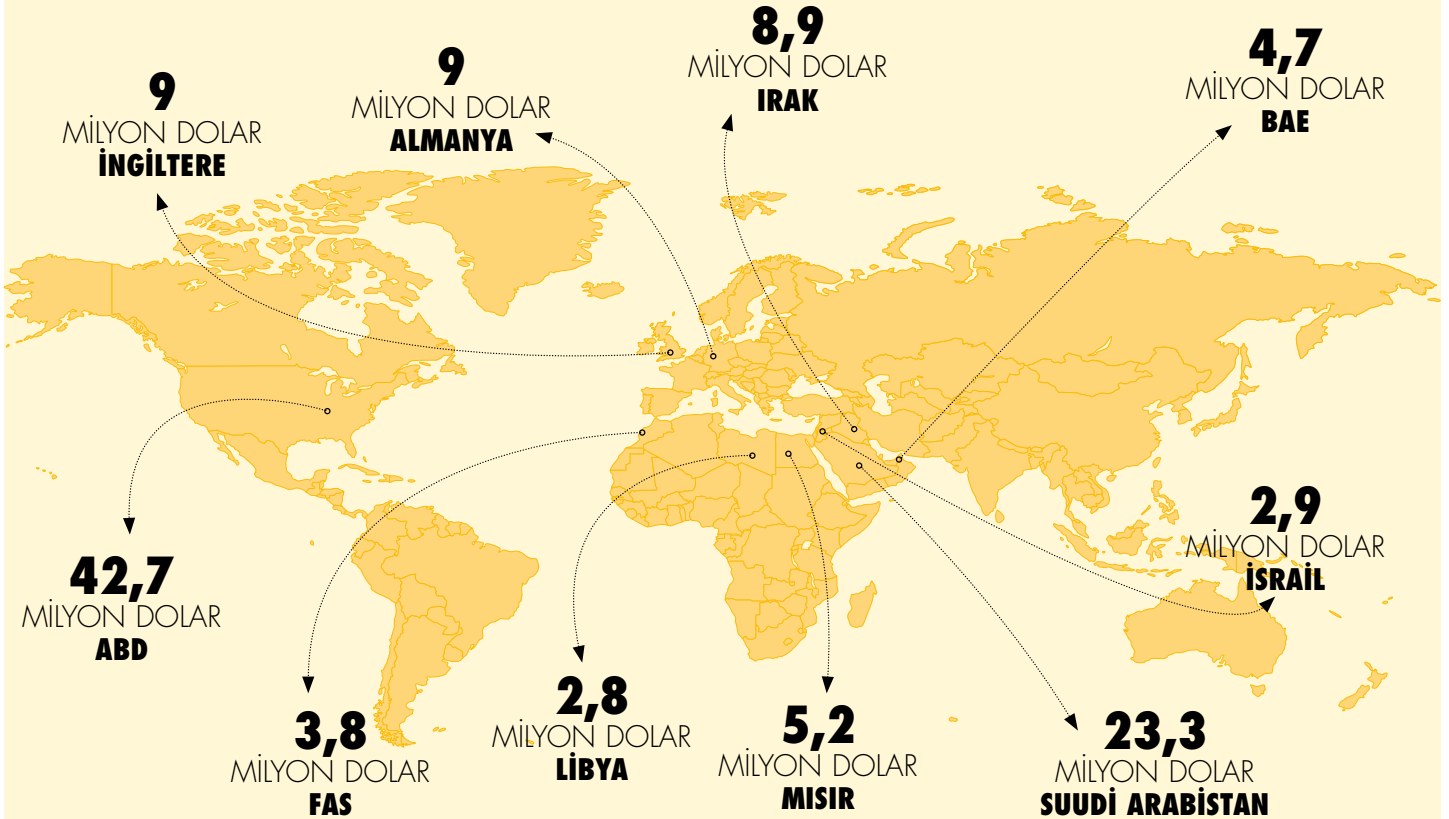 9
MİLYON DOLAR
İNGİLTERE
9
MİLYON DOLAR
ALMANYA
8,9
MİLYON DOLAR
IRAK
4,7
MİLYON DOLAR
BAE
42,7
MİLYON DOLAR
ABD
3,8
MİLYON DOLAR
FAS
2,8
MİLYON DOLAR
LİBYA
5,2
MİLYON DOLAR
MISIR
23,3
MİLYON DOLAR
SUUDİ ARABİSTAN
2,9
MİLYON DOLAR
İSRAİL